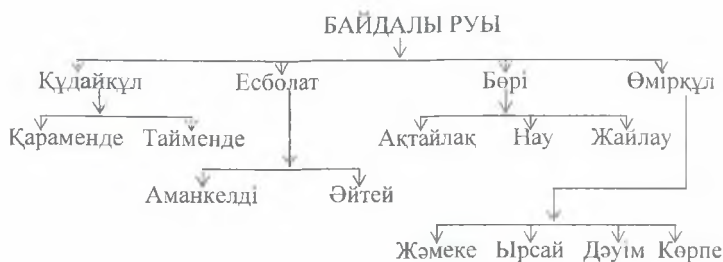 БАЙДАЛЫ РУЫ
Құдайқұл Есболат Бөрі Өмірқұл
Қараменде Тайменде Ақтайлақ Нау Жайлау
Аманкелді Әйтей
Жәмеке Ырсай Дәуім Көрпе